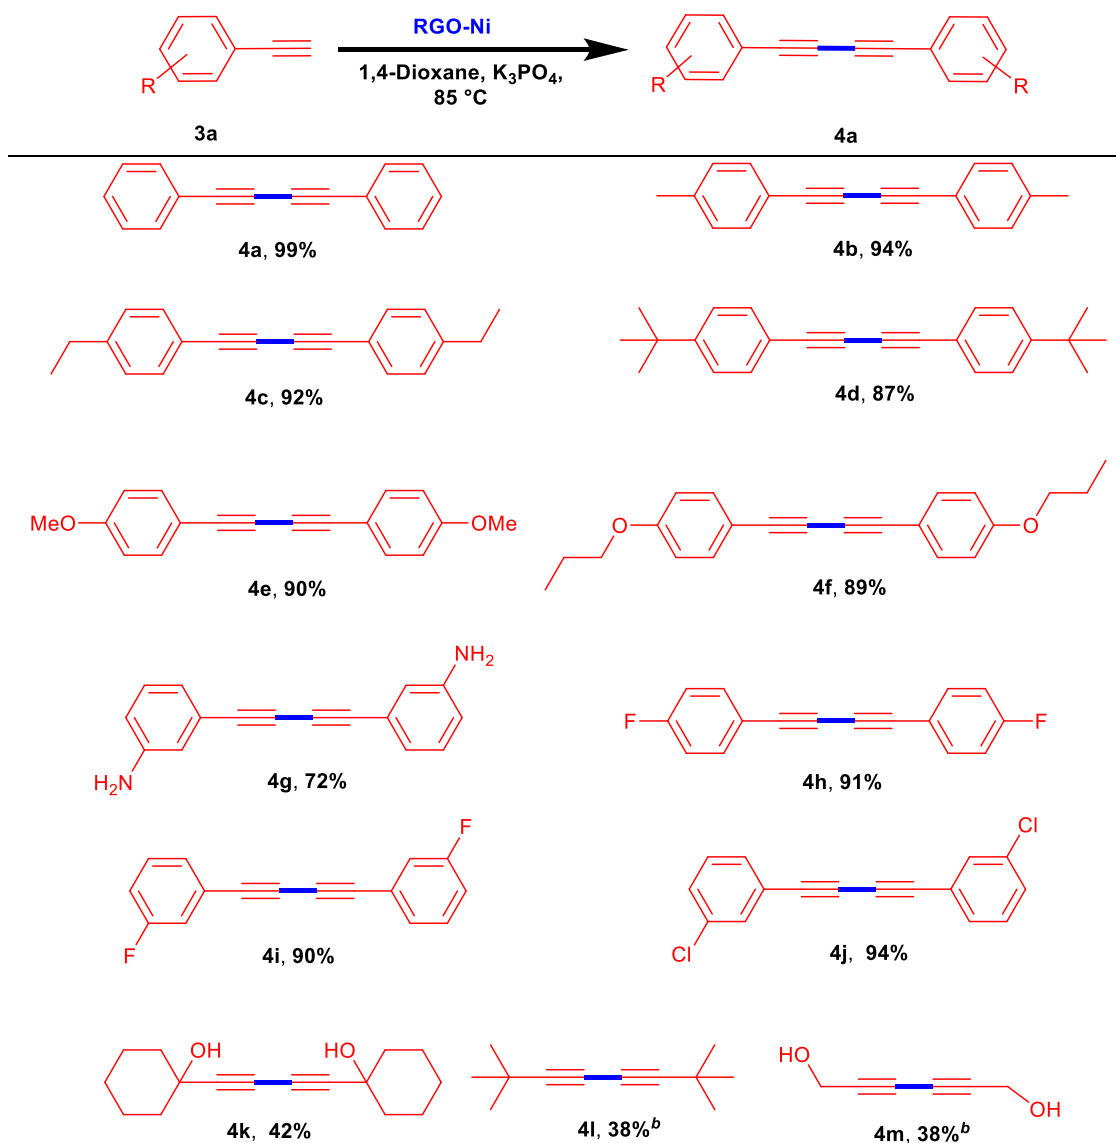 RGO-Ni
1,4-Dioxane, K₃PO₄,
85 °C
R
R
R
3a
4a
4a, 99%
4b, 94%
4c, 92%
4d, 87%
MeO
OMe
O
O
4e, 90%
4f, 89%
NH₂
H₂N
F
F
4g, 72%
4h, 91%
F
F
Cl
Cl
4i, 90%
4j, 94%
OH
HO
HO
OH
4k, 42%
4l, 38%ᵇ
4m, 38%ᵇ